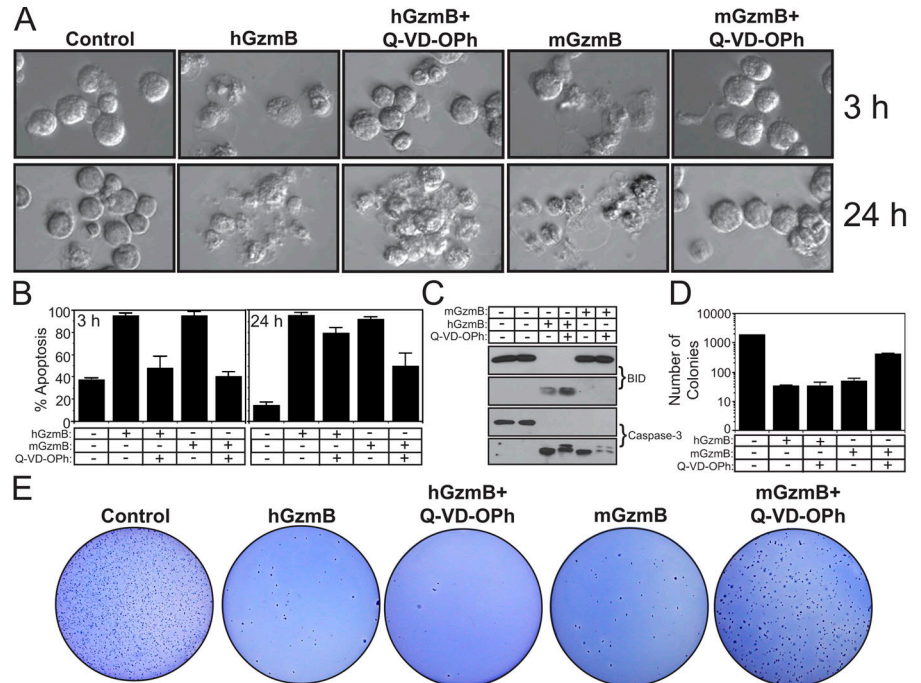 A
Control
hGzmB
hGzmB+
Q-VD-OPh
mGzmB
mGzmB+
Q-VD-OPh
3 h
24 h
B
% Apoptosis
100
80
60
40
20
0
3 h
24 h
hGzmB: - + + - - - + + - -
mGzmB: - - - + + - - - + +
Q-VD-OPh: - - + - + - - + - +
C
mGzmB: - - - - + +
hGzmB: - - + + - -
Q-VD-OPh: - - - + - +
BID
Caspase-3
D
Number of
Colonies
10000
1000
100
10
0
hGzmB: - + + - -
mGzmB: - - - + +
Q-VD-OPh: - - + - +
E
Control
hGzmB
hGzmB+
Q-VD-OPh
mGzmB
mGzmB+
Q-VD-OPh